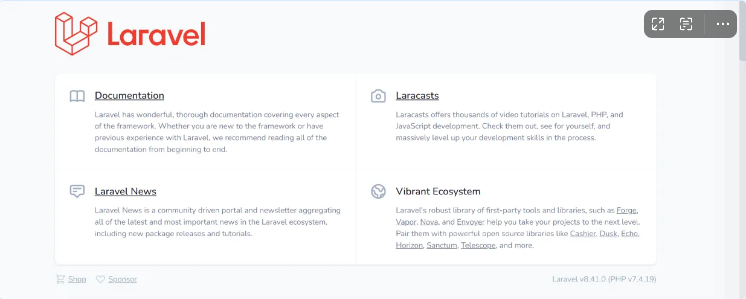 Laravel
Documentation
Laravel has wonderful, thorough documentation covering every aspect
of the framework. Whether you are new to the framework or have
previous experience with Laravel, we recommend reading all of the
documentation from beginning to end.
Laracasts
Laracasts offers thousands of video tutorials on Laravel, PHP, and
JavaScript development. Check them out, see for yourself, and
massively level up your development skills in the process.
Laravel News
Laravel News is a community driven portal and newsletter aggregating
all of the latest and most important news in the Laravel ecosystem,
including new package releases and tutorials.
Vibrant Ecosystem
Laravel's robust library of first-party tools and libraries, such as Forge,
Vapor, Nova, and Envoyer help you take your projects to the next level.
Pair them with powerful open source libraries like Cashier, Dusk, Echo,
Horizon, Sanctum, Telescope, and more.
Shop
Sponsor
Laravel v8.41.0 (PHP v7.4.19)